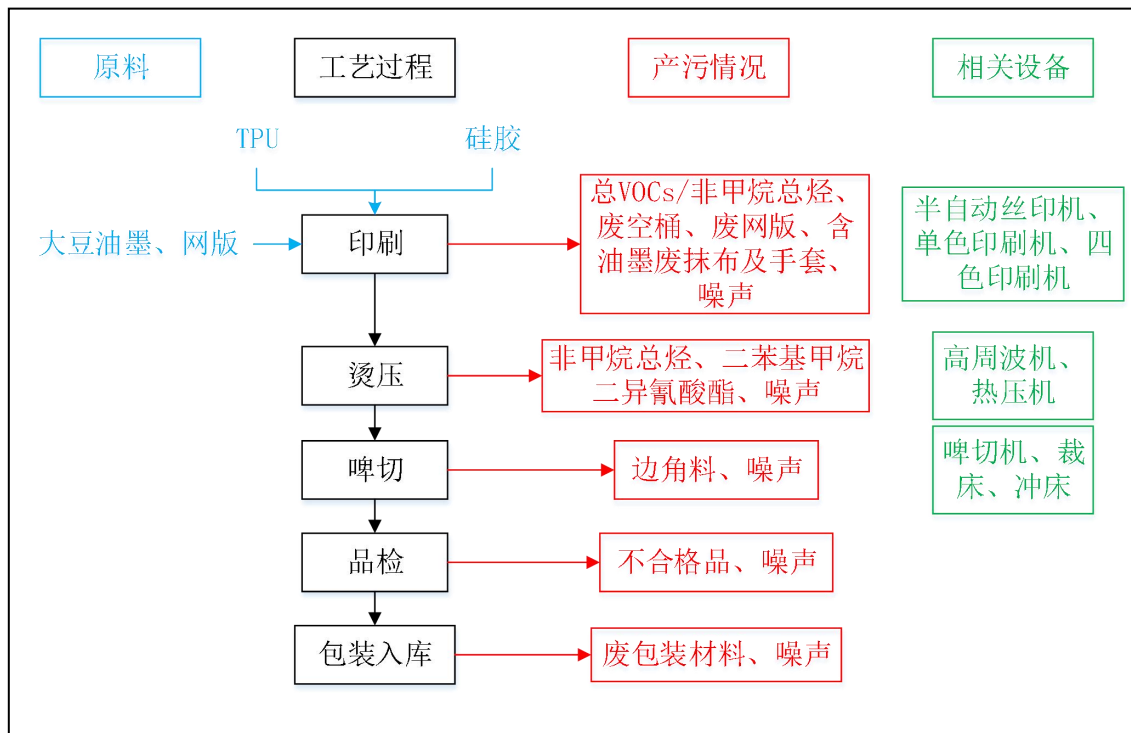 原料
工艺过程
产污情况
相关设备
TPU
硅胶
大豆油墨、网版
印刷
总VOCs/非甲烷总烃、
废空桶、废网版、含
油墨废抹布及手套、
噪声
半自动丝印机、
单色印刷机、四
色印刷机
烫压
非甲烷总烃、二苯基甲烷
二异氰酸酯、噪声
高周波机、
热压机
啤切
边角料、噪声
啤切机、裁
床、冲床
品检
不合格品、噪声
包装入库
废包装材料、噪声